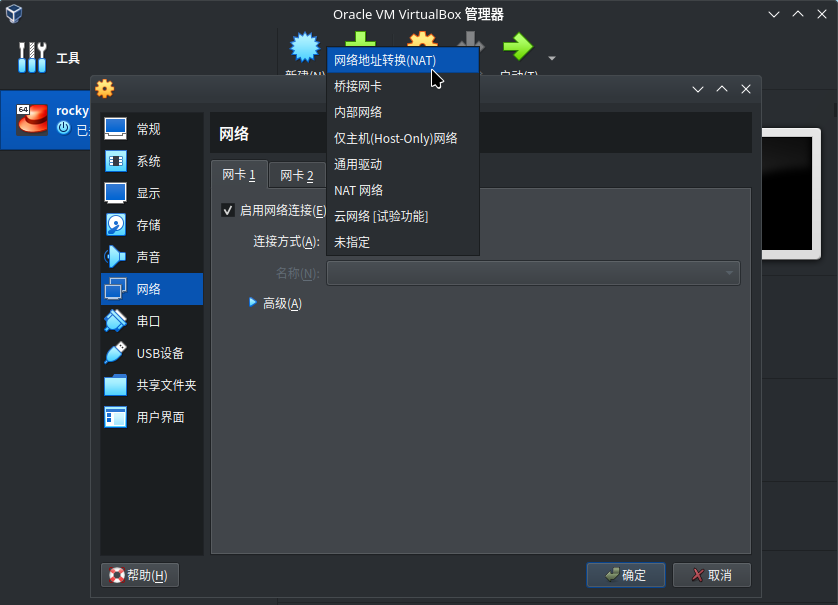 Oracle VM VirtualBox 管理器
工具
新建(N)
启动(T)
64
rocky
网络地址转换(NAT)
桥接网卡
内部网络
仅主机(Host-Only)网络
通用驱动
NAT 网络
云网络 [试验功能]
未指定
常规
系统
显示
存储
声音
网络
串口
USB设备
共享文件夹
用户界面
网络
网卡 1
网卡 2
启用网络连接(E)
连接方式(A):
名称(N):
高级(A)
帮助(H)
确定
取消